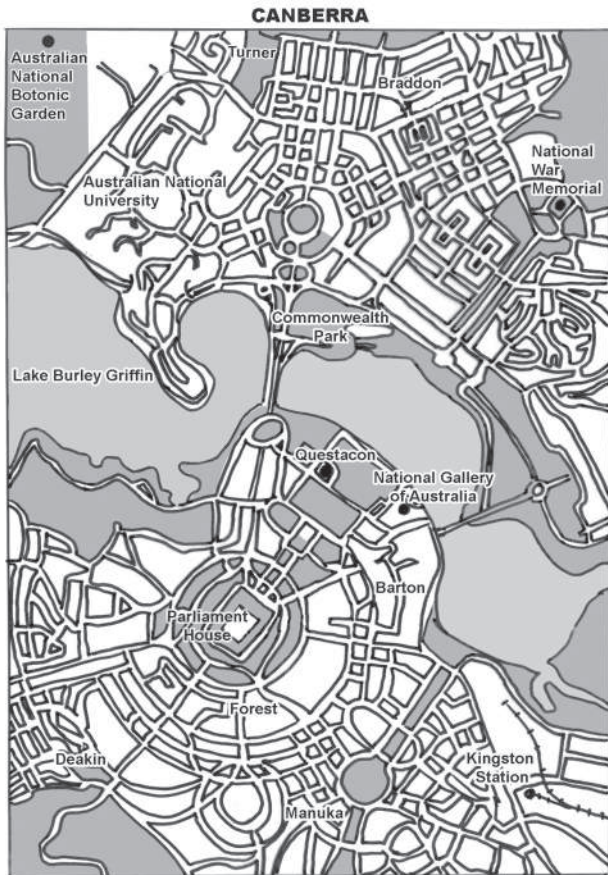 CANBERRA
Australian
National
Botonic
Garden
Turner
Braddon
National
War
Memorial
Australian National
University
Commonwealth
Park
Lake Burley Griffin
Questacon
National Gallery
of Australia
Barton
Parliament
House
Forest
Deakin
Kingston
Station
Manuka